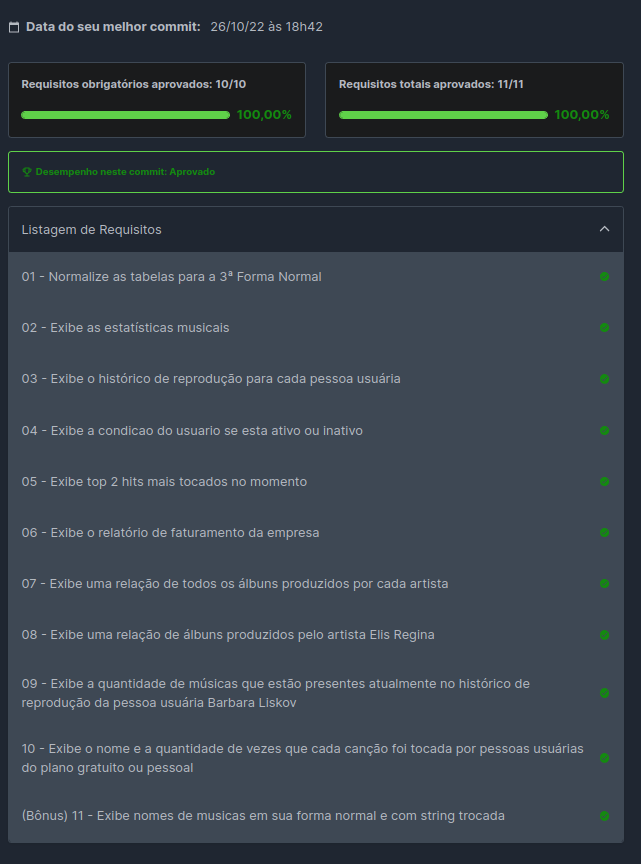 Data do seu melhor commit: 26/10/22 às 18h42
Requisitos obrigatórios aprovados: 10/10
100,00%
Requisitos totais aprovados: 11/11
100,00%
Desempenho neste commit: Aprovado
Listagem de Requisitos
01 - Normalize as tabelas para a 3ª Forma Normal
02 - Exibe as estatísticas musicais
03 - Exibe o histórico de reprodução para cada pessoa usuária
04 - Exibe a condicao do usuario se esta ativo ou inativo
05 - Exibe top 2 hits mais tocados no momento
06 - Exibe o relatório de faturamento da empresa
07 - Exibe uma relação de todos os álbuns produzidos por cada artista
08 - Exibe uma relação de álbuns produzidos pelo artista Elis Regina
09 - Exibe a quantidade de músicas que estão presentes atualmente no histórico de
reprodução da pessoa usuária Barbara Liskov
10 - Exibe o nome e a quantidade de vezes que cada canção foi tocada por pessoas usuárias
do plano gratuito ou pessoal
(Bônus) 11 - Exibe nomes de musicas em sua forma normal e com string trocada